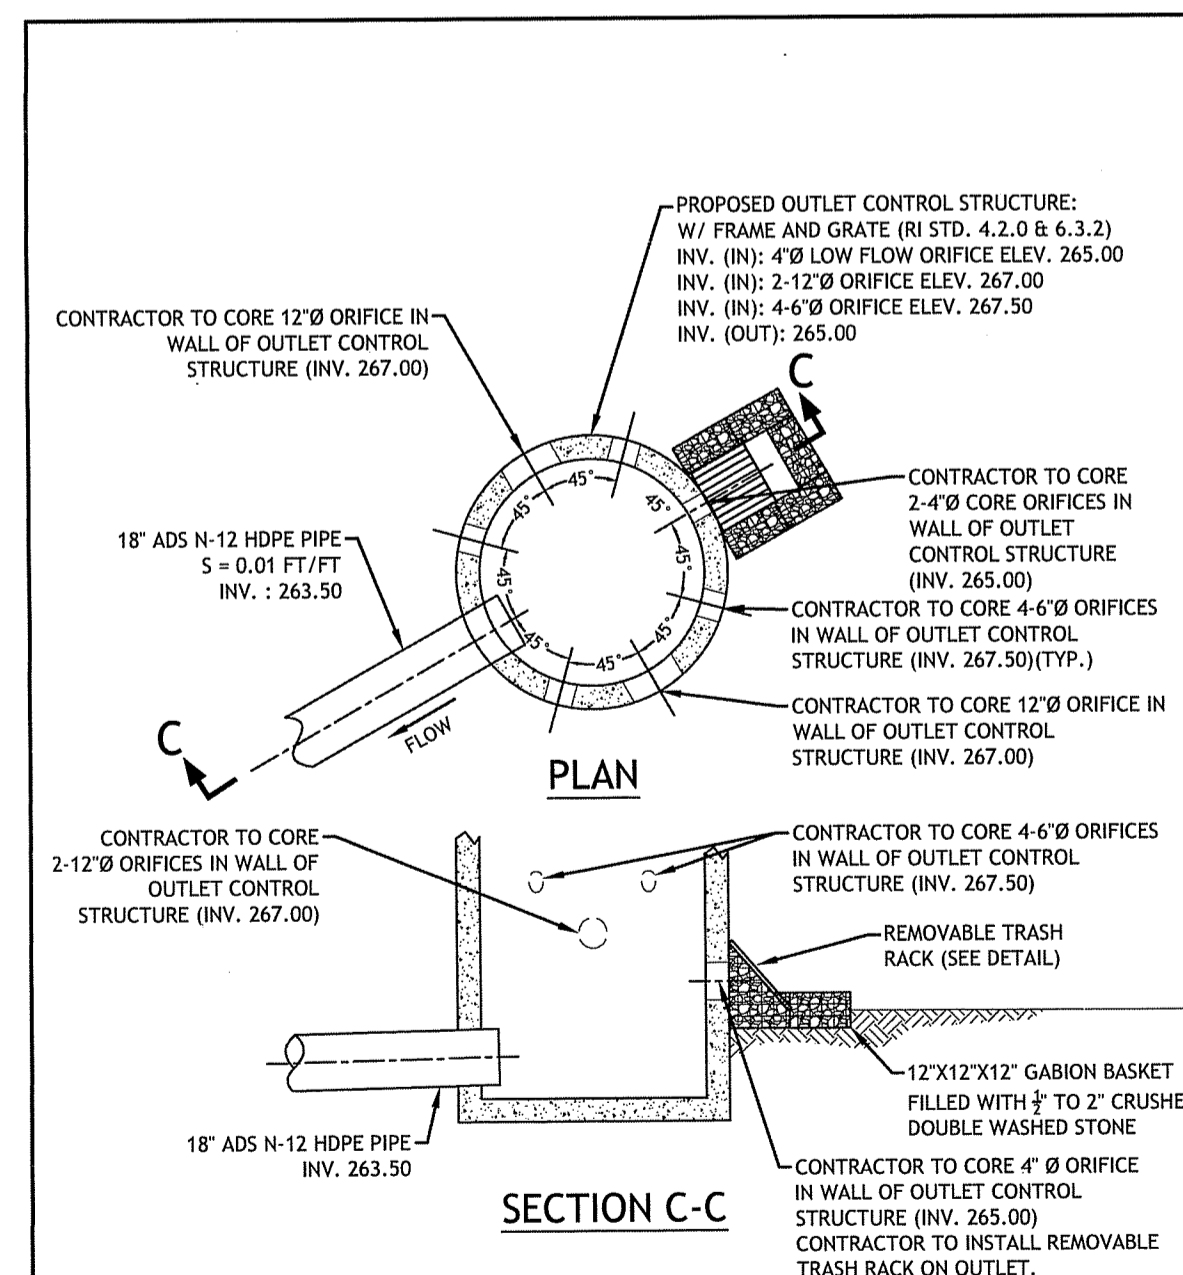 PROPOSED OUTLET CONTROL STRUCTURE:
W/ FRAME AND GRATE (RI STD. 4.2.0 & 6.3.2)
INV. (IN): 4"Ø LOW FLOW ORIFICE ELEV. 265.00
INV. (IN): 2-12"Ø ORIFICE ELEV. 267.00
INV. (IN): 4-6"Ø ORIFICE ELEV. 267.50
INV. (OUT): 265.00
CONTRACTOR TO CORE 12"Ø ORIFICE IN
WALL OF OUTLET CONTROL
STRUCTURE (INV. 267.00)
C
CONTRACTOR TO CORE
2-4"Ø CORE ORIFICES IN
WALL OF OUTLET
CONTROL STRUCTURE
(INV. 265.00)
18" ADS N-12 HDPE PIPE
S = 0.01 FT/FT
INV. : 263.50
45°
45°
45°
45°
45°
45°
45°
45°
CONTRACTOR TO CORE 4-6"Ø ORIFICES
IN WALL OF OUTLET CONTROL
STRUCTURE (INV. 267.50)(TYP.)
CONTRACTOR TO CORE 12"Ø ORIFICE IN
WALL OF OUTLET CONTROL
STRUCTURE (INV. 267.00)
FLOW
C
PLAN
CONTRACTOR TO CORE
2-12"Ø ORIFICES IN WALL OF
OUTLET CONTROL
STRUCTURE (INV. 267.00)
CONTRACTOR TO CORE 4-6"Ø ORIFICES
IN WALL OF OUTLET CONTROL
STRUCTURE (INV. 267.50)
REMOVABLE TRASH
RACK (SEE DETAIL)
12"X12"X12" GABION BASKET
FILLED WITH ½" TO 2" CRUSHE
DOUBLE WASHED STONE
18" ADS N-12 HDPE PIPE
INV. 263.50
CONTRACTOR TO CORE 4" Ø ORIFICE
IN WALL OF OUTLET CONTROL
STRUCTURE (INV. 265.00)
CONTRACTOR TO INSTALL REMOVABLE
TRASH RACK ON OUTLET.
SECTION C-C